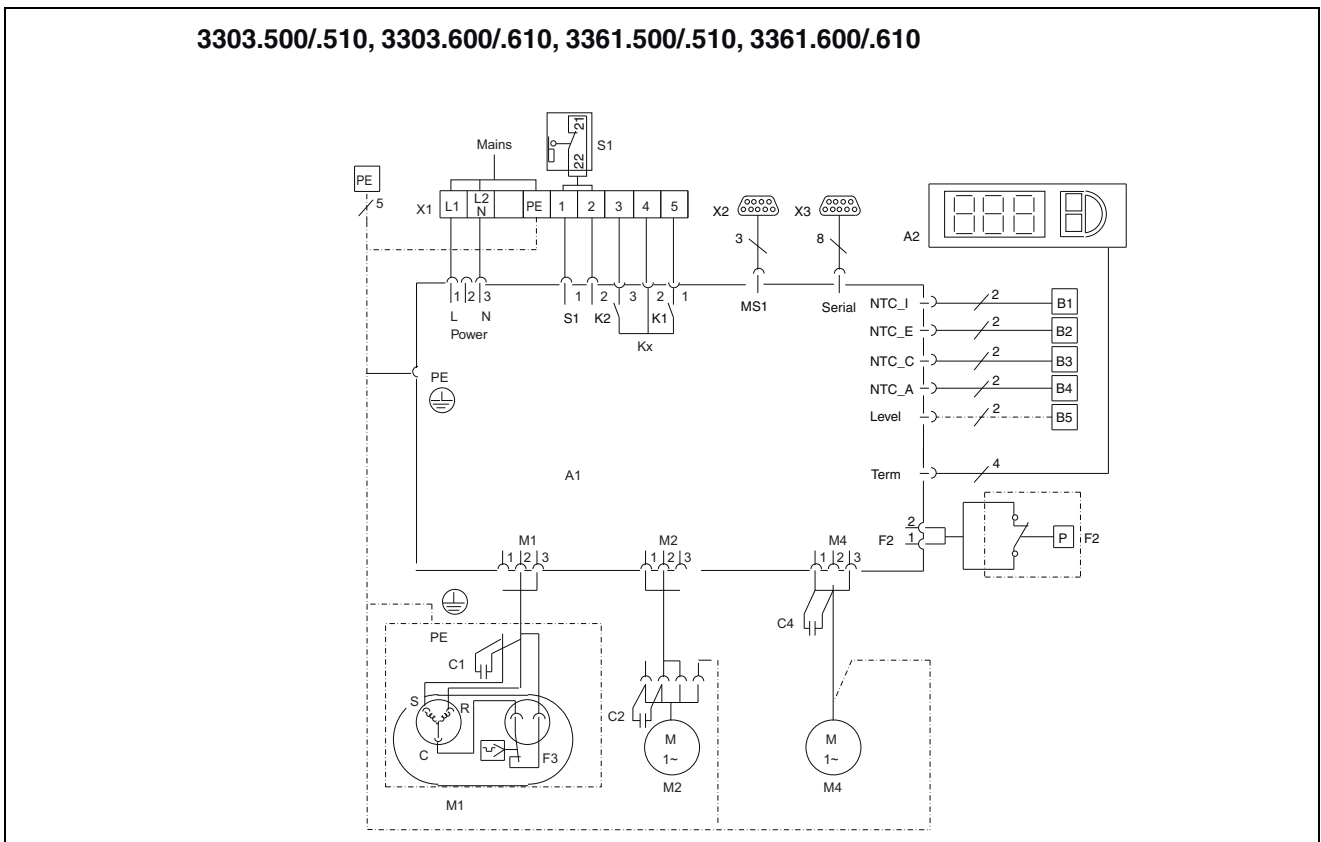 3303.500/.510, 3303.600/.610, 3361.500/.510, 3361.600/.610
Mains
21
22
S1
PE
5
X1
L1
L2
N
PE
1
2
3
4
5
X2
X3
A2
3
8
1
2
3
L
N
Power
1
2
S1
2
3
2
1
K2
K1
Kx
MS1
Serial
NTC_I
2
B1
NTC_E
2
B2
NTC_C
2
B3
NTC_A
2
B4
Level
2
B5
PE
A1
Term
4
F2
2
1
P
F2
M1
1
2
3
M2
1
2
3
M4
1
2
3
PE
C1
S
R
C
F3
M1
C2
M
1~
M2
C4
M
1~
M4